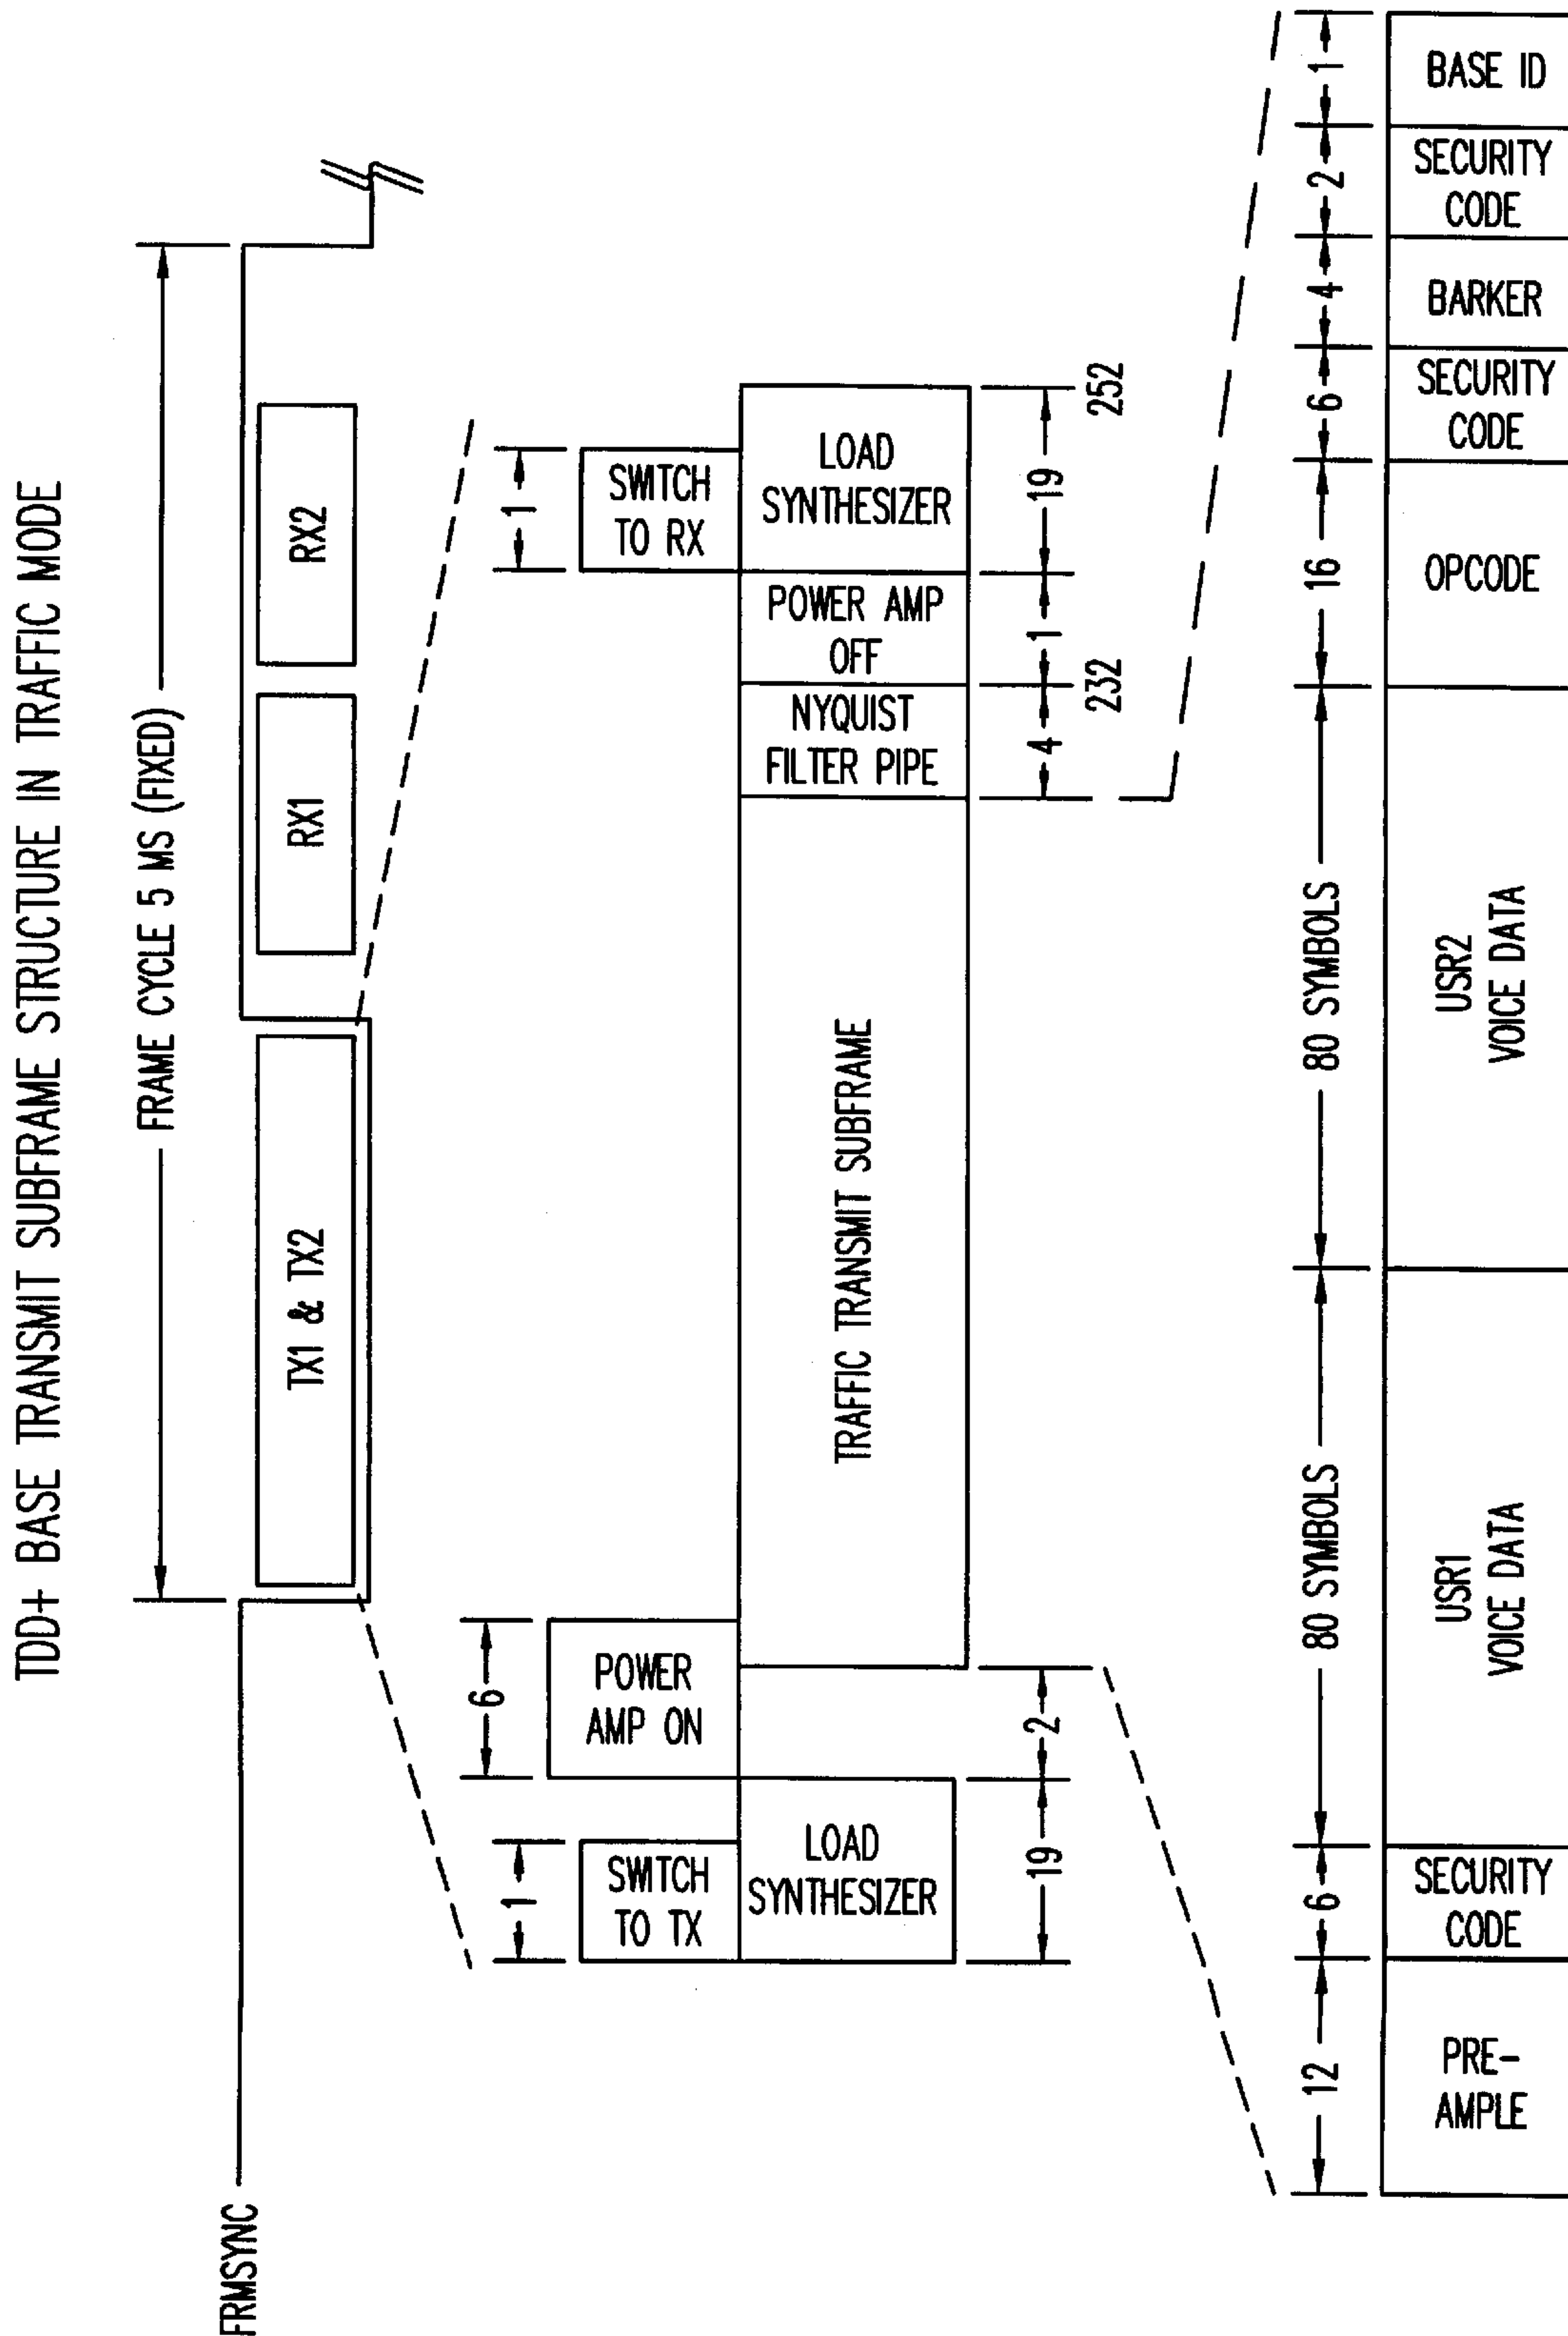 TDD+ BASE TRANSMIT SUBFRAME STRUCTURE IN TRAFFIC MODE
FRAME CYCLE 5 MS (FIXED)
FRMSYNC
TX1 & TX2
RX1
RX2
1
6
1
SWITCH
TO TX
POWER
AMP ON
SWITCH
TO RX
LOAD
SYNTHESIZER
TRAFFIC TRANSMIT SUBFRAME
NYQUIST
FILTER PIPE
POWER AMP
OFF
LOAD
SYNTHESIZER
19
2
4
1
19
232
252
12
6
80 SYMBOLS
80 SYMBOLS
16
6
4
2
1
PRE-
AMPLE
SECURITY
CODE
USR1
VOICE DATA
USR2
VOICE DATA
OPCODE
SECURITY
CODE
BARKER
SECURITY
CODE
BASE ID